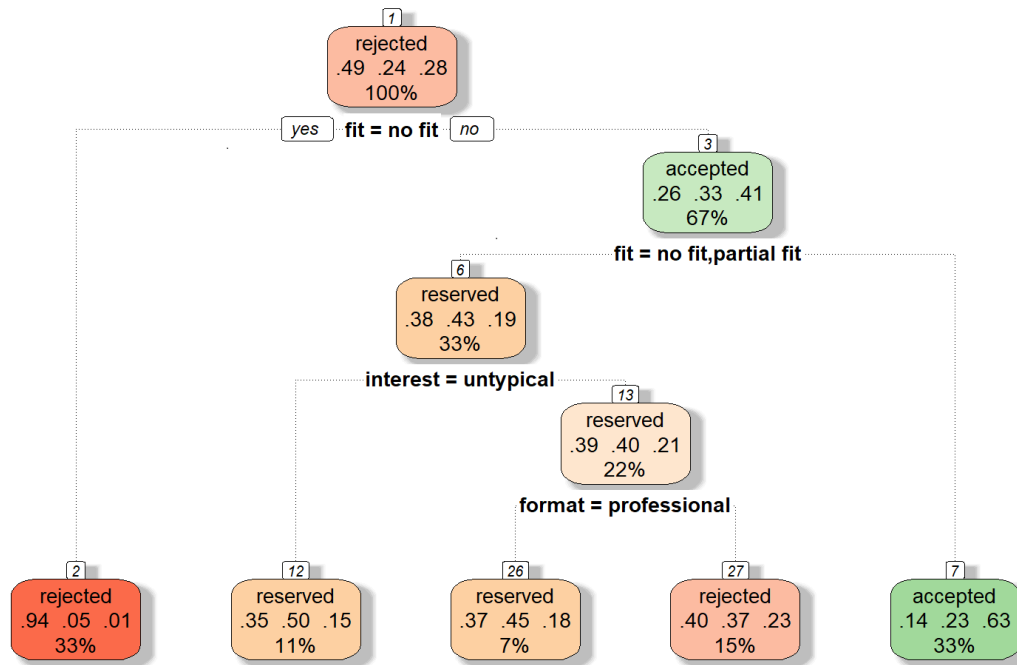 1
rejected
.49 .24 .28
100%
yes fit = no fit no
3
accepted
.26 .33 .41
67%
fit = no fit,partial fit
6
reserved
.38 .43 .19
33%
interest = untypical
13
reserved
.39 .40 .21
22%
format = professional
2
rejected
.94 .05 .01
33%
12
reserved
.35 .50 .15
11%
26
reserved
.37 .45 .18
7%
27
rejected
.40 .37 .23
15%
7
accepted
.14 .23 .63
33%